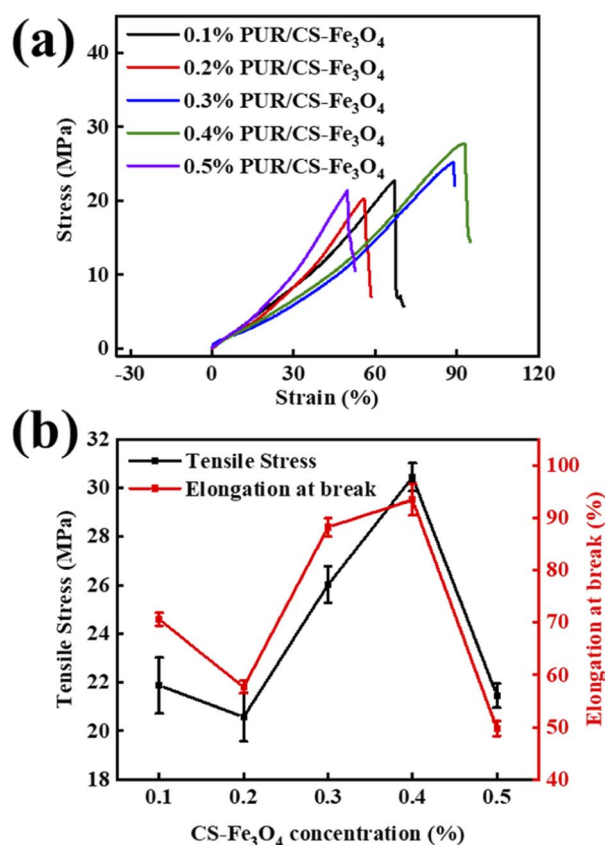 (a)
0.1% PUR/CS-Fe₃O₄
0.2% PUR/CS-Fe₃O₄
0.3% PUR/CS-Fe₃O₄
0.4% PUR/CS-Fe₃O₄
0.5% PUR/CS-Fe₃O₄
Stress (MPa)
40
30
20
10
0
-30 0 30 60 90 120
Strain (%)
(b)
Tensile Stress
Elongation at break
Tensile Stress (MPa)
32
30
28
26
24
22
20
18
100
90
80
70
60
50
40
Elongation at break (%)
0.1 0.2 0.3 0.4 0.5
CS-Fe₃O₄ concentration (%)